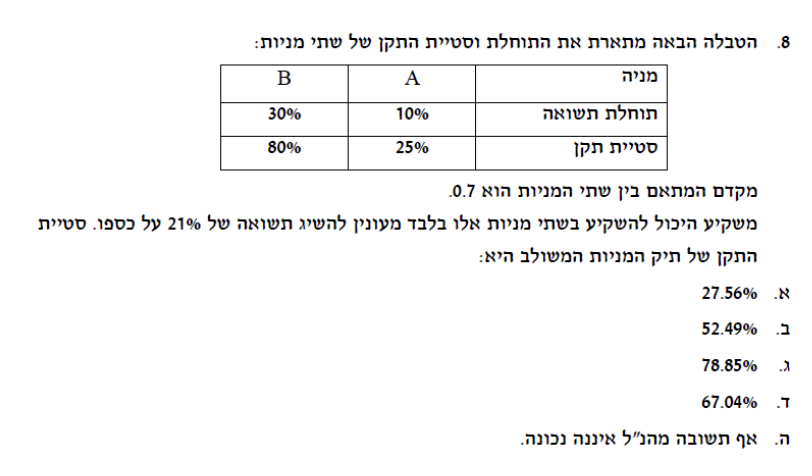 8. הטבלה הבאה מתארת את התוחלת וסטיית התקן של שתי מניות:
מניה A B
תוחלת תשואה 10% 30%
סטיית תקן 25% 80%
מקדם המתאם בין שתי המניות הוא 0.7.
משקיע היכול להשקיע בשתי מניות אלו בלבד מעונין להשיג תשואה של 21% על כספו. סטיית
התקן של תיק המניות המשולב היא:
א. 27.56%
ב. 52.49%
ג. 78.85%
ד. 67.04%
ה. אף תשובה מהנ"ל איננה נכונה.